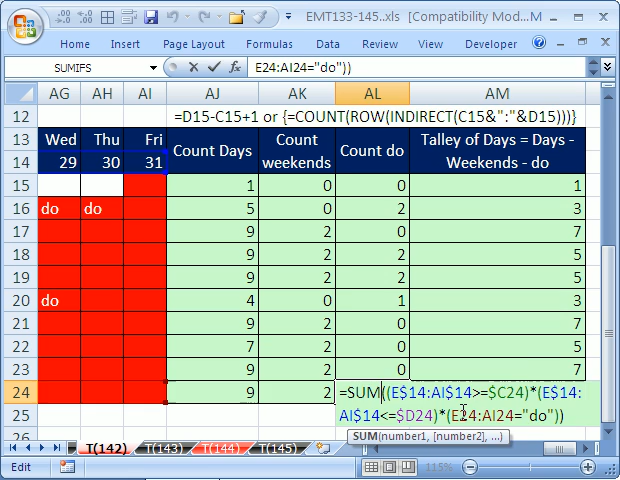 EMT133-145..xls [Compatibility Mod... M
Home Insert Page Layout Formulas Data Review View Developer
SUMIFS fx E24:AI24="do"))
AG AH AI AJ AK AL AM
12 =D15-C15+1 or {=COUNT(ROW(INDIRECT(C15&":"&D15)))}
13 Wed Thu Fri Count Days Count weekends Count do Talley of Days = Days - Weekends - do
14 29 30 31
15 1 0 0 1
16 do do 5 0 2 3
17 9 2 0 7
18 9 2 2 5
19 9 2 2 5
20 do 4 0 1 3
21 9 2 0 7
22 7 2 0 5
23 9 2 0 7
24 9 2 =SUM((E$14:AI$14>=$C24)*(E$14:
25 AI$14<=$D24)*(E24:AI24="do"))
26
SUM(number1, [number2], ...)
T(142) T(143) T(144) T(145)
Edit 115%